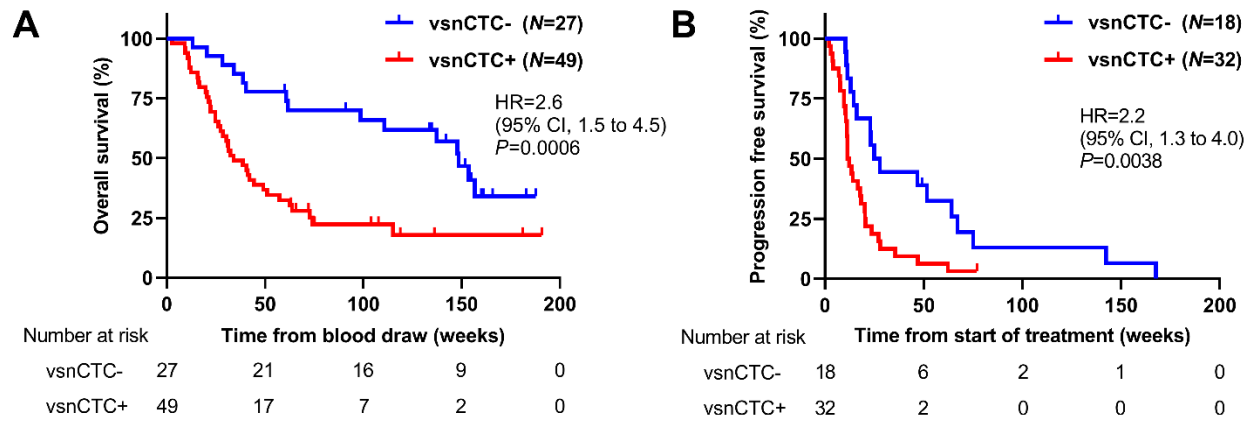 A
vsnCTC- (N=27)
vsnCTC+ (N=49)
HR=2.6
(95% CI, 1.5 to 4.5)
P=0.0006
Overall survival (%)
100
75
50
25
0
0 50 100 150 200
Number at risk Time from blood draw (weeks)
vsnCTC- 27 21 16 9 0
vsnCTC+ 49 17 7 2 0
B
vsnCTC- (N=18)
vsnCTC+ (N=32)
HR=2.2
(95% CI, 1.3 to 4.0)
P=0.0038
Progression free survival (%)
100
75
50
25
0
0 50 100 150 200
Number at risk Time from start of treatment (weeks)
vsnCTC- 18 6 2 1 0
vsnCTC+ 32 2 0 0 0